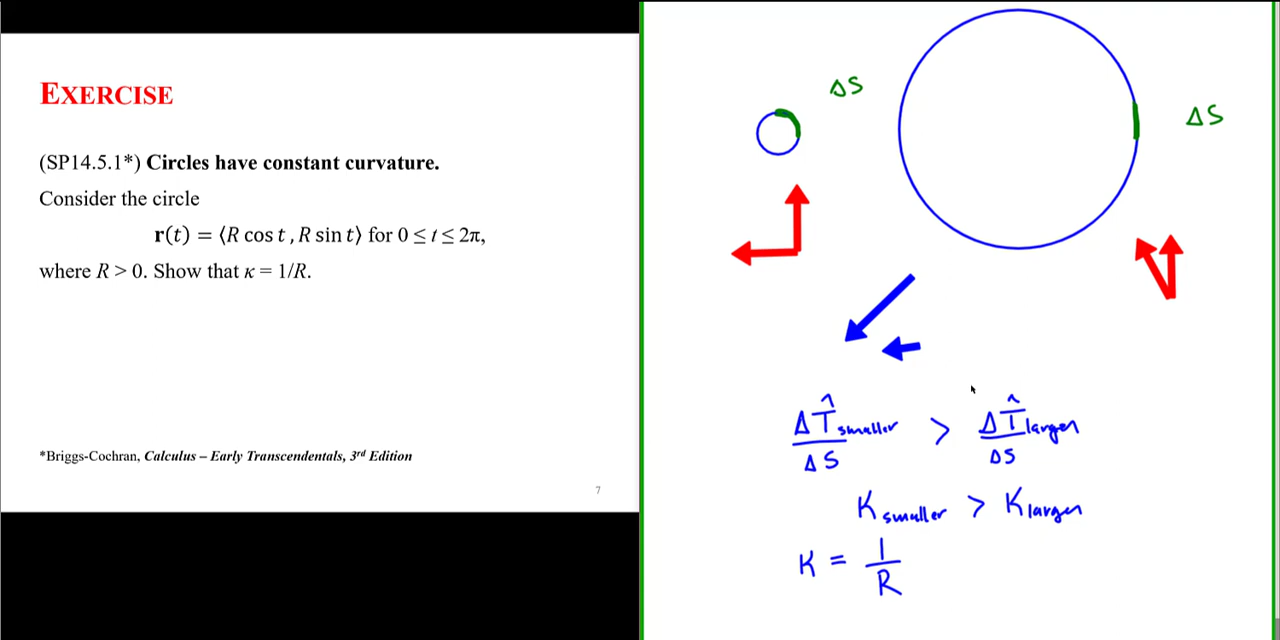 EXERCISE
(SP14.5.1*) Circles have constant curvature.
Consider the circle
r(t) = ⟨R cos t , R sin t⟩ for 0 ≤ t ≤ 2π,
where R > 0. Show that κ = 1/R.
*Briggs-Cochran, Calculus – Early Transcendentals, 3rd Edition
7
ΔS
ΔS
ΔT̂smaller / ΔS > ΔT̂larger / ΔS
Ksmaller > Klarger
K = 1/R